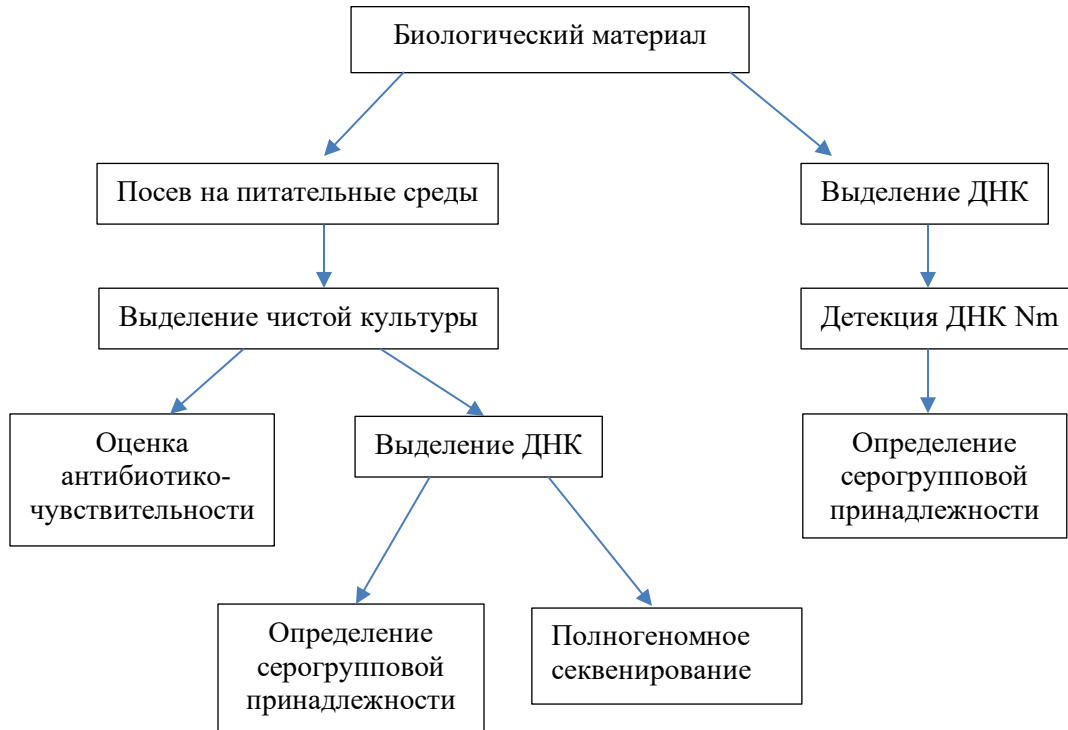 Биологический материал
Посев на питательные среды
Выделение ДНК
Выделение чистой культуры
Детекция ДНК Nm
Оценка
антибиотико-
чувствительности
Выделение ДНК
Определение
серогрупповой
принадлежности
Определение
серогрупповой
принадлежности
Полногеномное
секвенирование